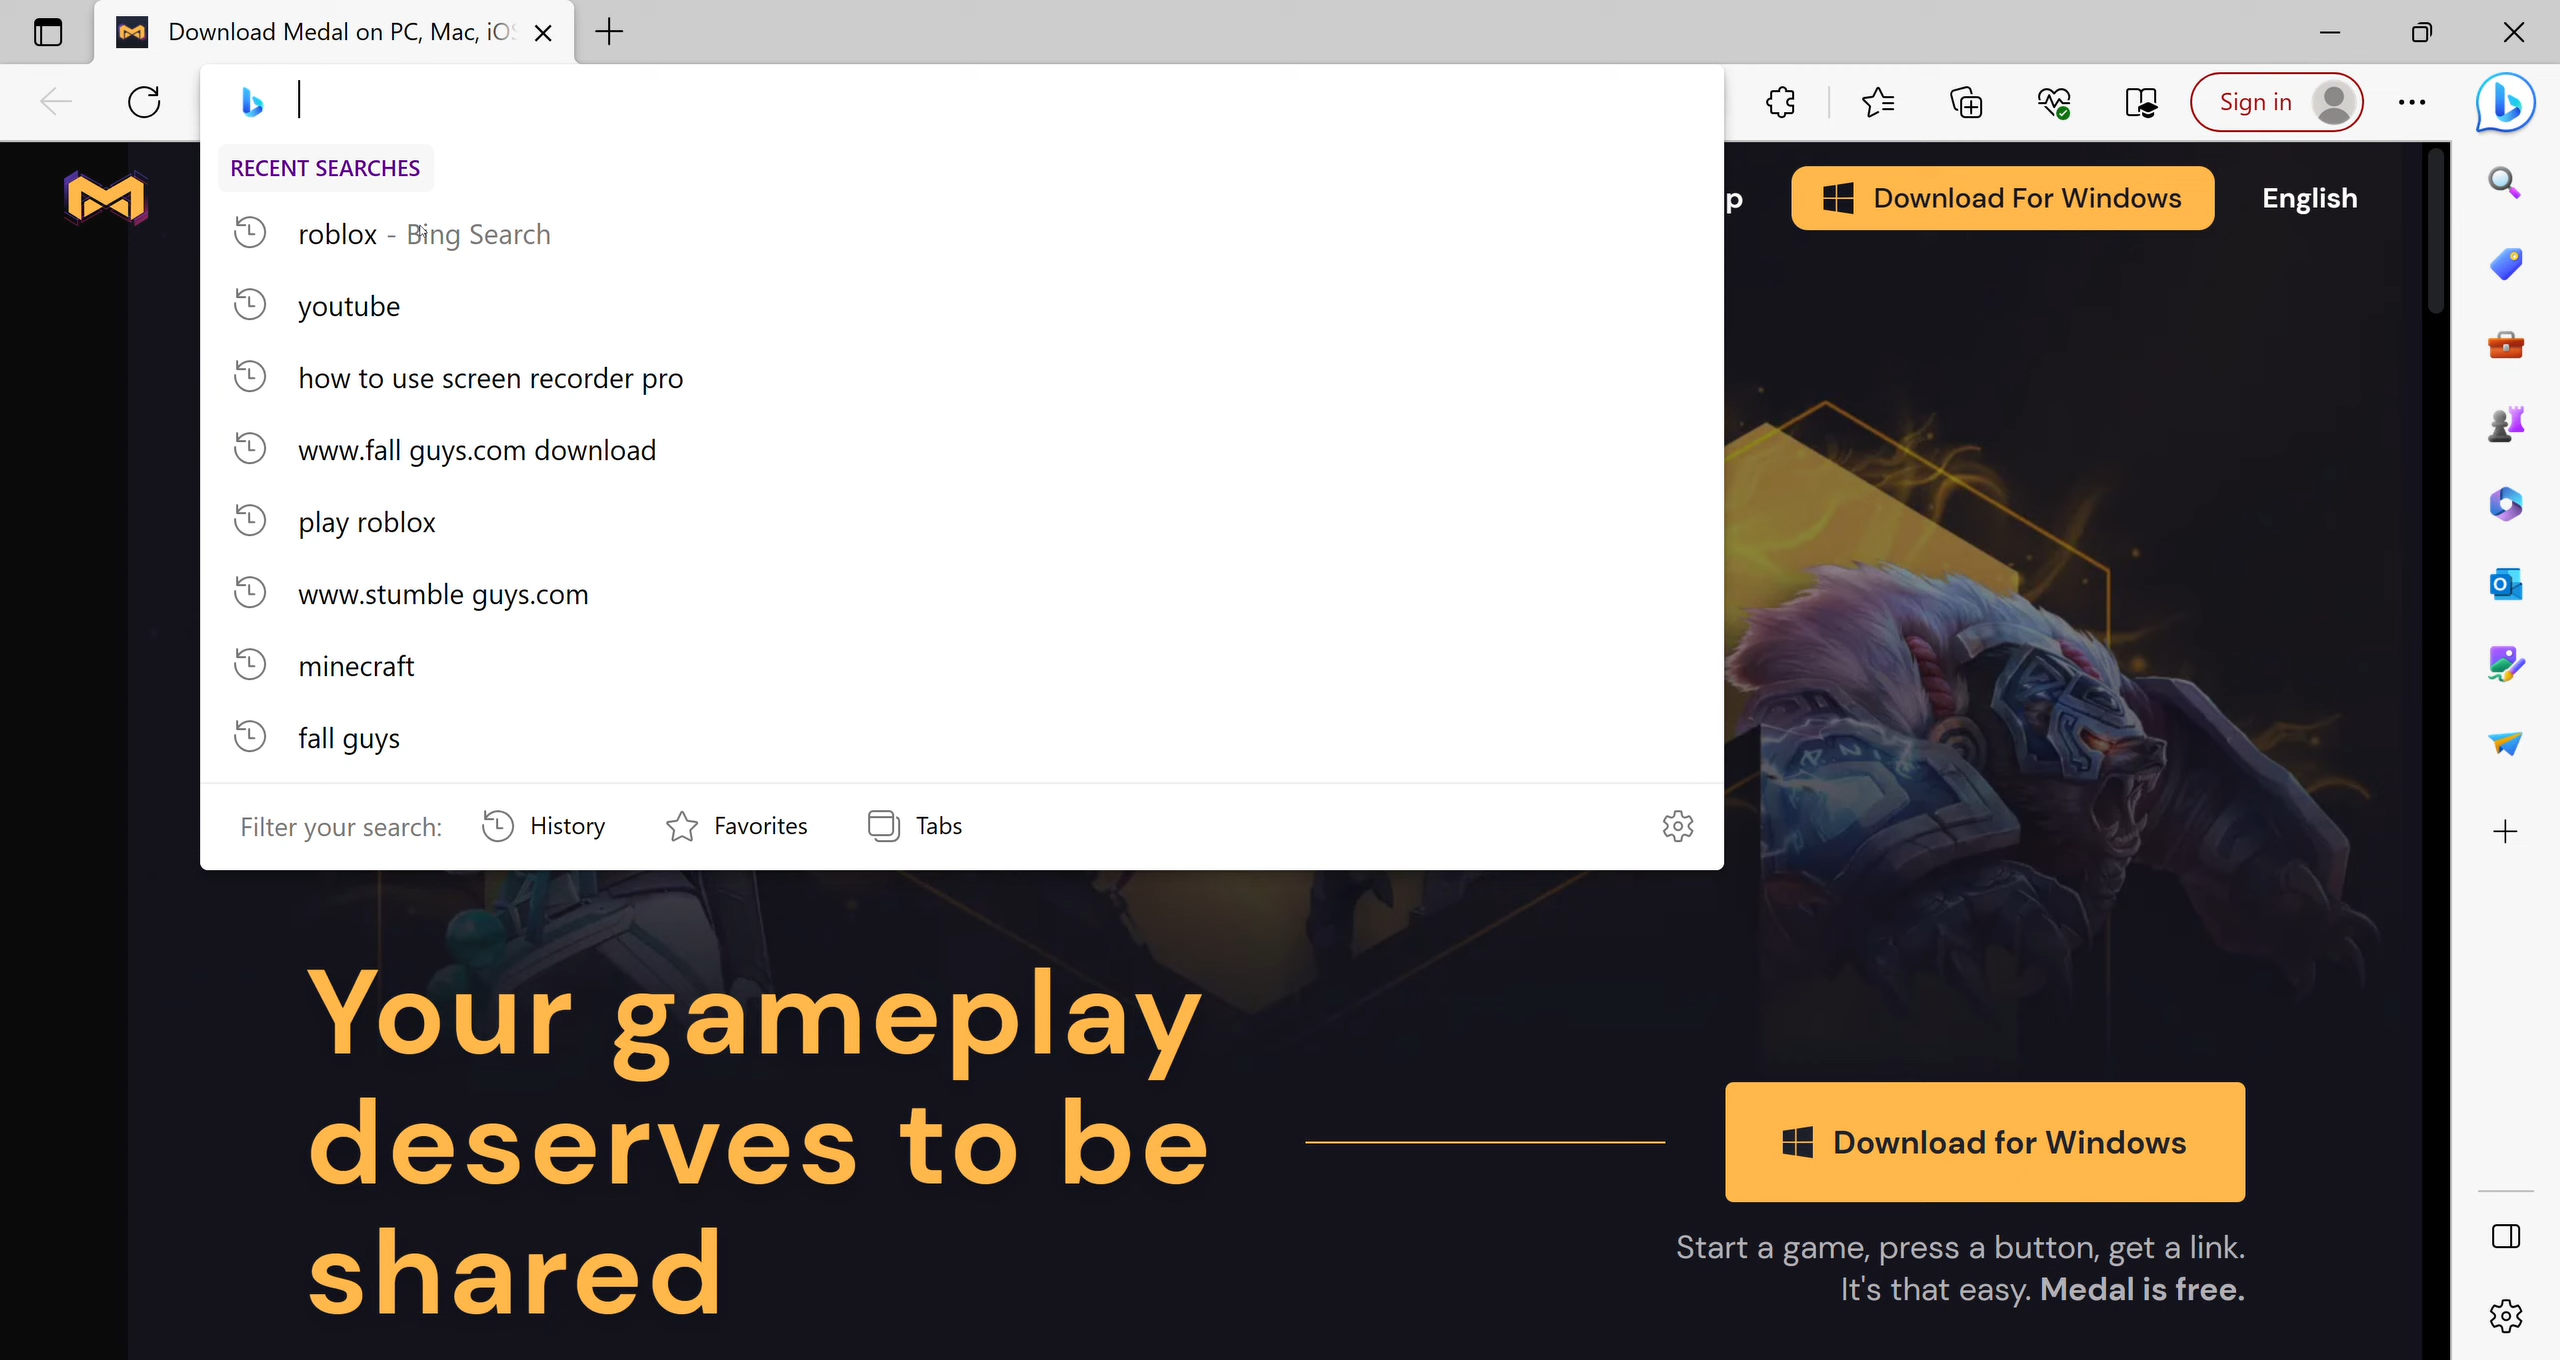 Download Medal on PC, Mac, iOS
Sign in
RECENT SEARCHES
p
Download For Windows
English
roblox - Bing Search
youtube
how to use screen recorder pro
www.fall guys.com download
play roblox
www.stumble guys.com
minecraft
fall guys
Filter your search:
History
Favorites
Tabs
Your gameplay
deserves to be
shared
Download for Windows
Start a game, press a button, get a link.
It's that easy. Medal is free.